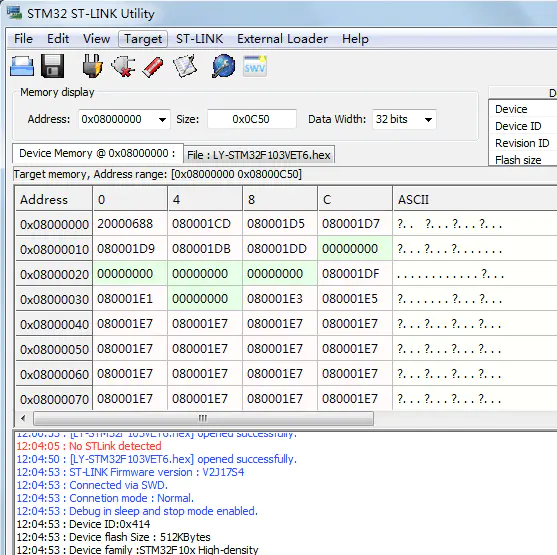 STM32 ST-LINK Utility
File Edit View Target ST-LINK External Loader Help
SWV
Memory display
Address: 0x08000000 Size: 0x0C50 Data Width: 32 bits
D
Device
Device ID
Revision ID
Flash size
Device Memory @ 0x08000000 : File : LY-STM32F103VET6.hex
Target memory, Address range: [0x08000000 0x08000C50]
Address 0 4 8 C ASCII
0x08000000 20000688 080001CD 080001D5 080001D7 ?.. ?...?...?...
0x08000010 080001D9 080001DB 080001DD 00000000 ?...?...?.......
0x08000020 00000000 00000000 00000000 080001DF ............?...
0x08000030 080001E1 00000000 080001E3 080001E5 ?.......?...?...
0x08000040 080001E7 080001E7 080001E7 080001E7 ?...?...?...?...
0x08000050 080001E7 080001E7 080001E7 080001E7 ?...?...?...?...
0x08000060 080001E7 080001E7 080001E7 080001E7 ?...?...?...?...
0x08000070 080001E7 080001E7 080001E7 080001E7 ?...?...?...?...
12:00:53 : [LY-STM32F103VET6.hex] opened successfully.
12:04:05 : No STLink detected
12:04:50 : [LY-STM32F103VET6.hex] opened successfully.
12:04:53 : ST-LINK Firmware version : V2J17S4
12:04:53 : Connected via SWD.
12:04:53 : Connetion mode : Normal.
12:04:53 : Debug in sleep and stop mode enabled.
12:04:53 : Device ID:0x414
12:04:53 : Device flash Size : 512KBytes
12:04:53 : Device family :STM32F10x High-density